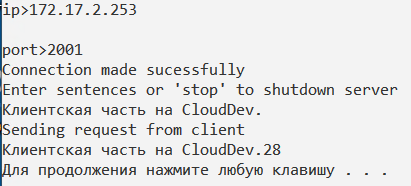 ip>172.17.2.253
port>2001
Connection made sucessfully
Enter sentences or 'stop' to shutdown server
Клиентская часть на CloudDev.
Sending request from client
Клиентская часть на CloudDev.28
Для продолжения нажмите любую клавишу . . .